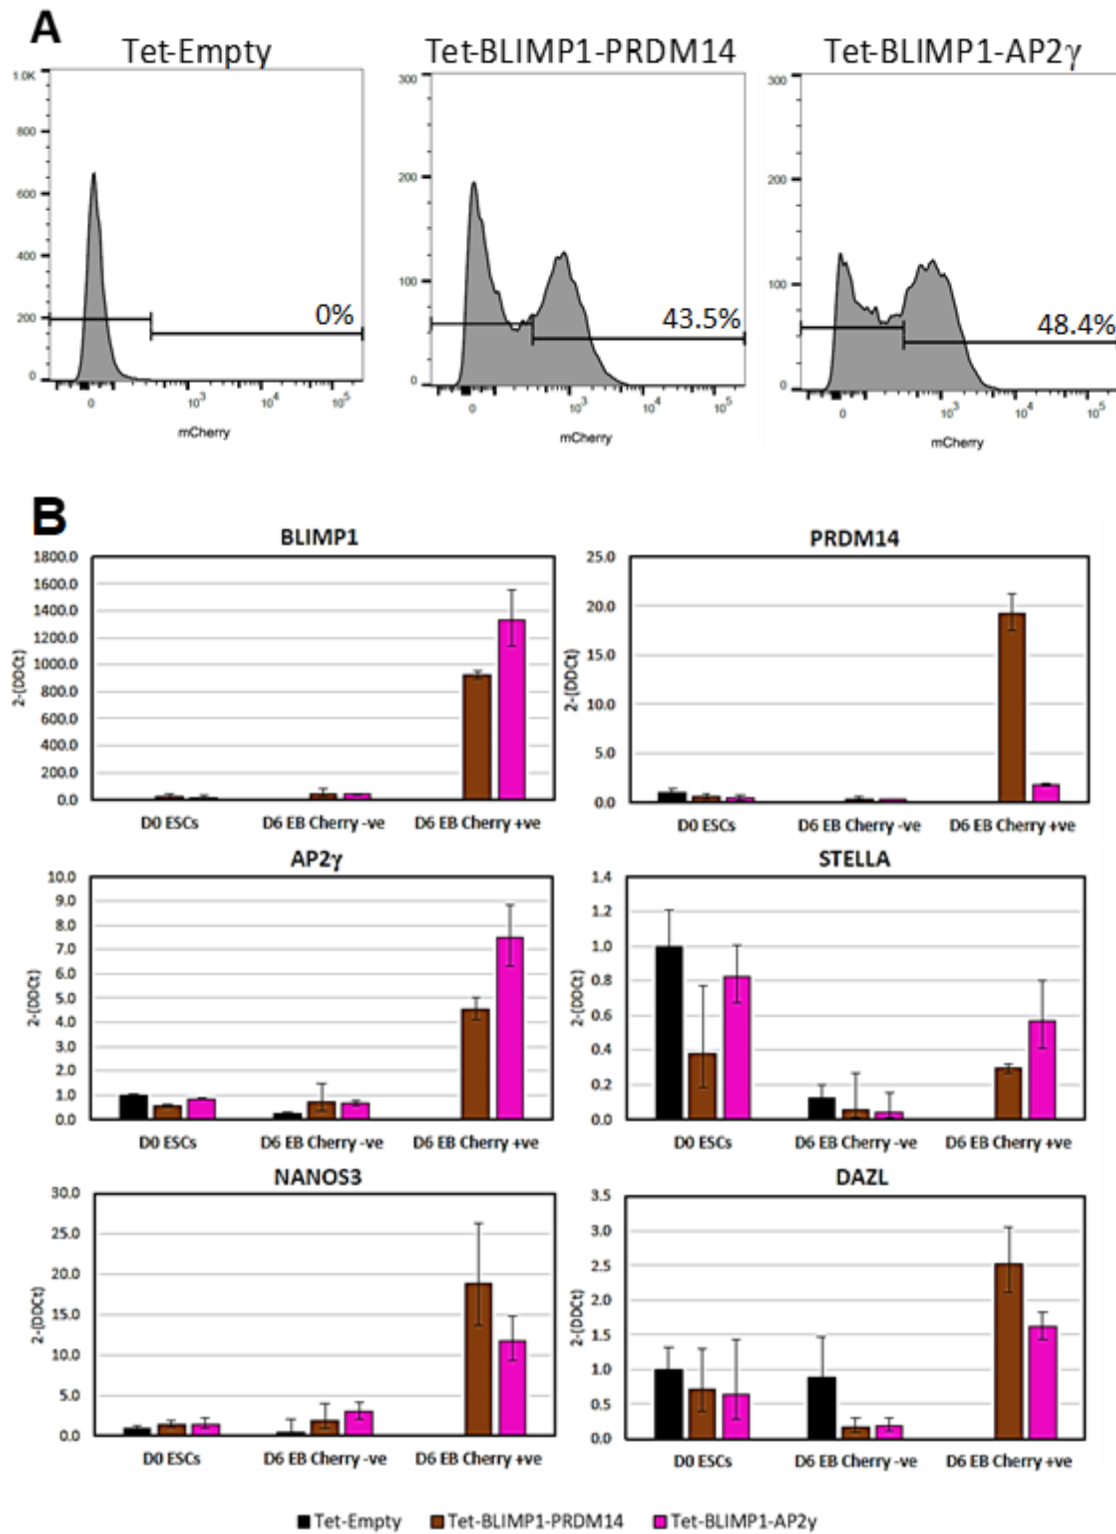 A
Tet-Empty Tet-BLIMP1-PRDM14 Tet-BLIMP1-AP2γ
1.0K
800
600
400
200
0
0%
0 10³ 10⁴ 10⁵
mCherry
300
200
100
0
43.5%
0 10³ 10⁴ 10⁵
mCherry
300
200
100
0
48.4%
0 10³ 10⁴ 10⁵
mCherry
B
BLIMP1
1800.0
1600.0
1400.0
1200.0
1000.0
800.0
600.0
400.0
200.0
0.0
2-(DDCt)
D0 ESCs D6 EB Cherry -ve D6 EB Cherry +ve
PRDM14
25.0
20.0
15.0
10.0
5.0
0.0
2-(DDCt)
D0 ESCs D6 EB Cherry -ve D6 EB Cherry +ve
AP2γ
10.0
9.0
8.0
7.0
6.0
5.0
4.0
3.0
2.0
1.0
0.0
2-(DDCt)
D0 ESCs D6 EB Cherry -ve D6 EB Cherry +ve
STELLA
1.4
1.2
1.0
0.8
0.6
0.4
0.2
0.0
2-(DDCt)
D0 ESCs D6 EB Cherry -ve D6 EB Cherry +ve
NANOS3
30.0
25.0
20.0
15.0
10.0
5.0
0.0
2-(DDCt)
D0 ESCs D6 EB Cherry -ve D6 EB Cherry +ve
DAZL
3.5
3.0
2.5
2.0
1.5
1.0
0.5
0.0
2-(DDCt)
D0 ESCs D6 EB Cherry -ve D6 EB Cherry +ve
Tet-Empty Tet-BLIMP1-PRDM14 Tet-BLIMP1-AP2y